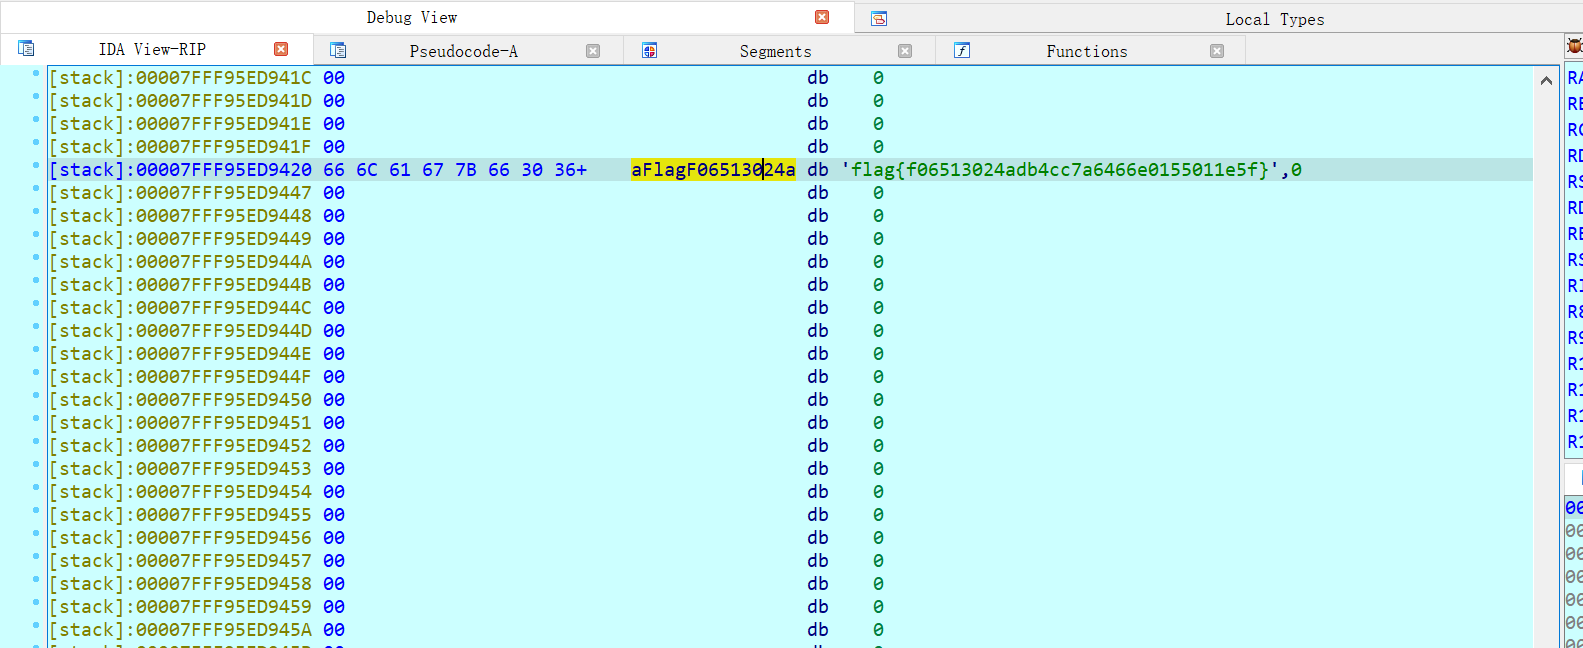 Debug View
Local Types
IDA View-RIP
Pseudocode-A
Segments
Functions
[stack]:00007FFF95ED941C 00 db 0
[stack]:00007FFF95ED941D 00 db 0
[stack]:00007FFF95ED941E 00 db 0
[stack]:00007FFF95ED941F 00 db 0
[stack]:00007FFF95ED9420 66 6C 61 67 7B 66 30 36+ aFlagF06513024a db 'flag{f06513024adb4cc7a6466e0155011e5f}',0
[stack]:00007FFF95ED9447 00 db 0
[stack]:00007FFF95ED9448 00 db 0
[stack]:00007FFF95ED9449 00 db 0
[stack]:00007FFF95ED944A 00 db 0
[stack]:00007FFF95ED944B 00 db 0
[stack]:00007FFF95ED944C 00 db 0
[stack]:00007FFF95ED944D 00 db 0
[stack]:00007FFF95ED944E 00 db 0
[stack]:00007FFF95ED944F 00 db 0
[stack]:00007FFF95ED9450 00 db 0
[stack]:00007FFF95ED9451 00 db 0
[stack]:00007FFF95ED9452 00 db 0
[stack]:00007FFF95ED9453 00 db 0
[stack]:00007FFF95ED9454 00 db 0
[stack]:00007FFF95ED9455 00 db 0
[stack]:00007FFF95ED9456 00 db 0
[stack]:00007FFF95ED9457 00 db 0
[stack]:00007FFF95ED9458 00 db 0
[stack]:00007FFF95ED9459 00 db 0
[stack]:00007FFF95ED945A 00 db 0